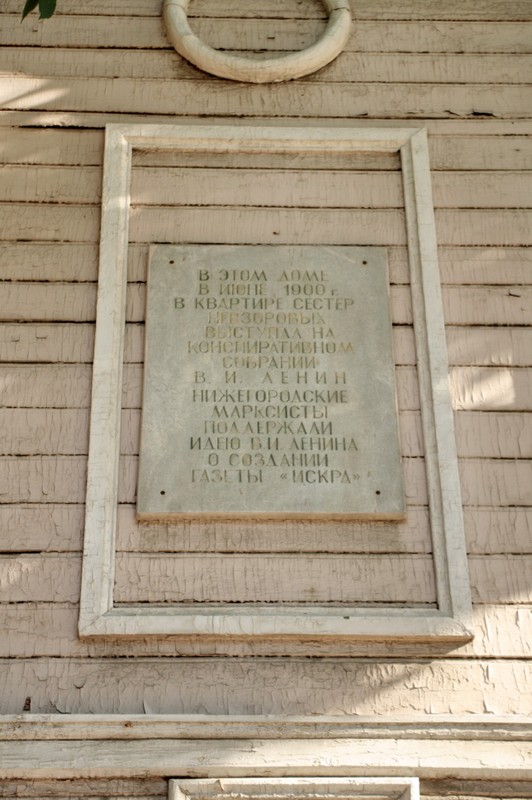 В ЭТОМ ДОМЕ
В ИЮНЕ 1900 г.
В КВАРТИРЕ СЕСТЕР
НЕВЗОРОВЫХ
ВЫСТУПАЛ НА
КОНСПИРАТИВНОМ
СОБРАНИИ
В. И. ЛЕНИН
НИЖЕГОРОДСКИЕ
МАРКСИСТЫ
ПОДДЕРЖАЛИ
ИДЕЮ В.И. ЛЕНИНА
О СОЗДАНИИ
ГАЗЕТЫ «ИСКРА»